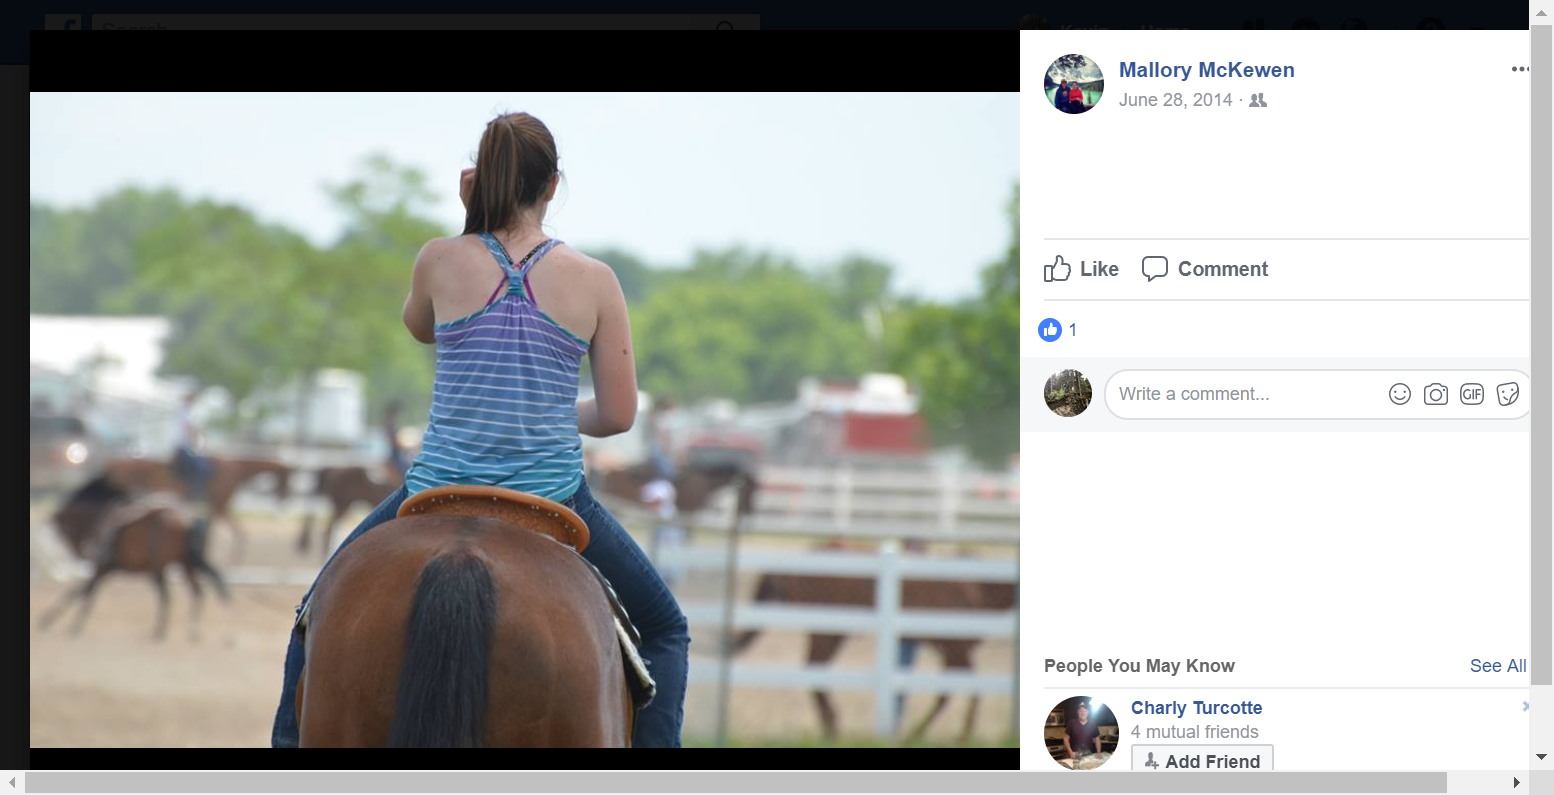 Search
Mallory McKewen
June 28, 2014 ·
Like Comment
1
Write a comment...
GIF
People You May Know See All
Charly Turcotte
4 mutual friends
Add Friend